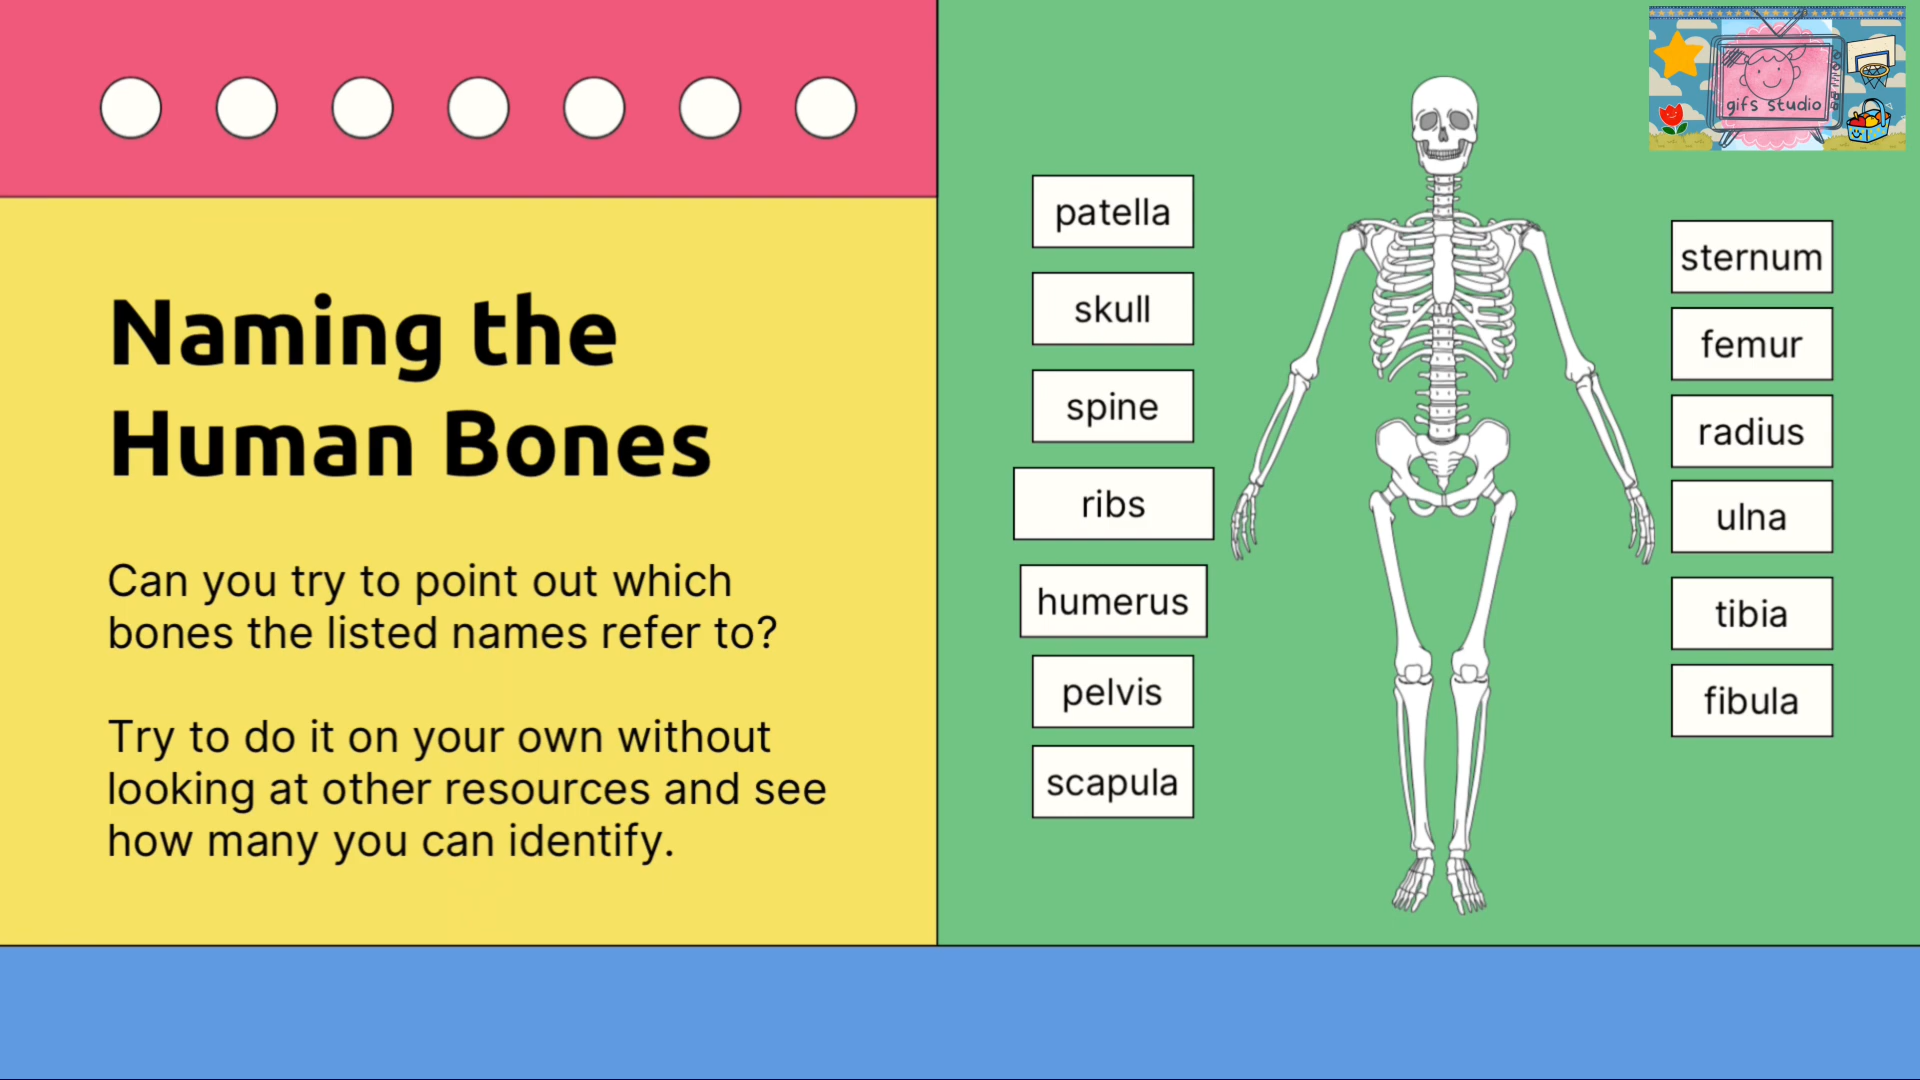 Naming the
Human Bones
Can you try to point out which
bones the listed names refer to?
Try to do it on your own without
looking at other resources and see
how many you can identify.
patella
skull
spine
ribs
humerus
pelvis
scapula
gifs studio
sternum
femur
radius
ulna
tibia
fibula